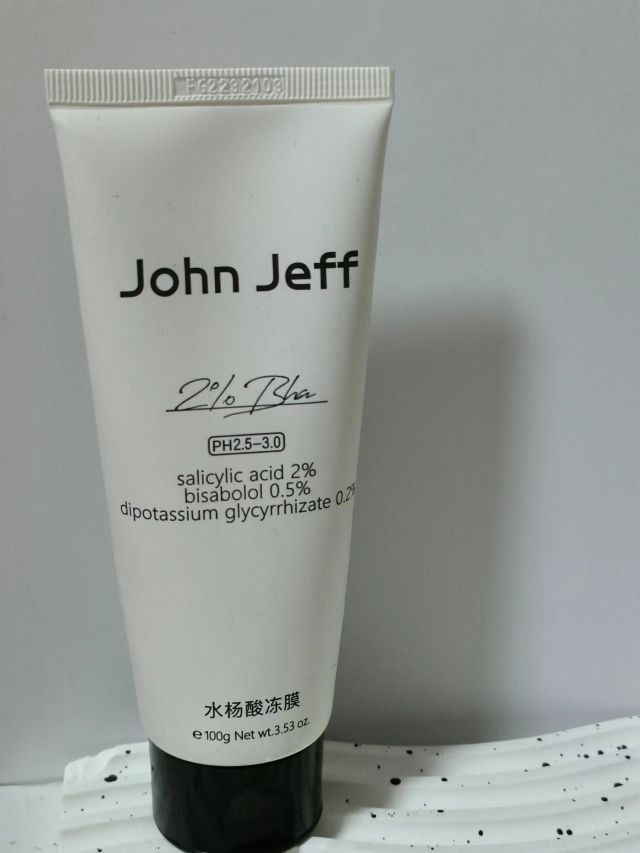 FG2232103
John Jeff
2% Bha
PH2.5-3.0
salicylic acid 2%
bisabolol 0.5%
dipotassium glycyrrhizate 0.2%
水杨酸冻膜
℮100g Net wt.3.53 oz.